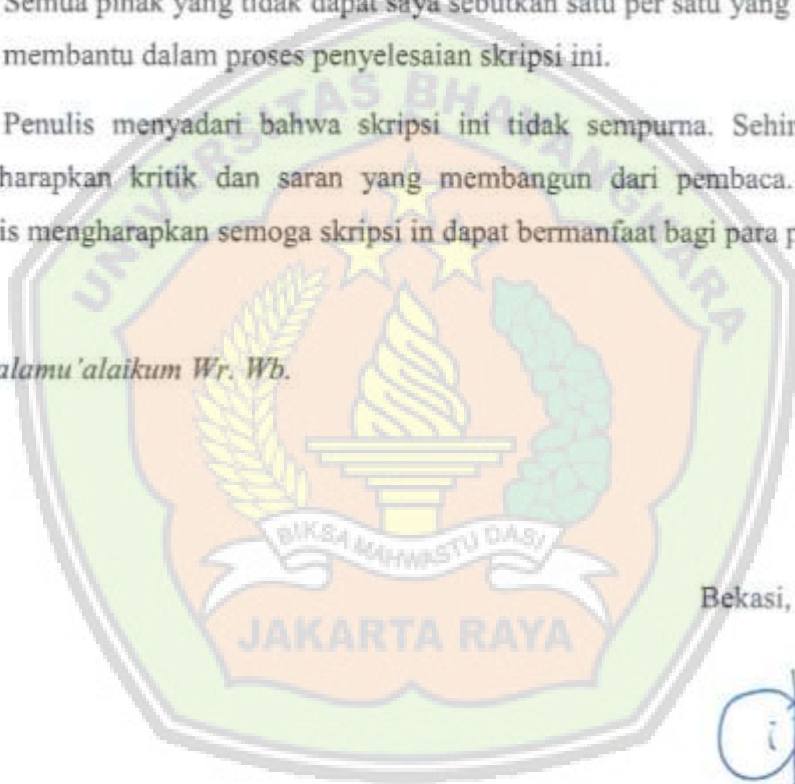 Semua pihak yang tidak dapat saya sebutkan satu per satu yang
membantu dalam proses penyelesaian skripsi ini.
Penulis menyadari bahwa skripsi ini tidak sempurna. Sehin
harapkan kritik dan saran yang membangun dari pembaca.
is mengharapkan semoga skripsi in dapat bermanfaat bagi para p
alamu'alaikum Wr. Wb.
UNIVERSITAS BHAYANGKARA
BIKSA MAHWASTU DASI
JAKARTA RAYA
Bekasi,